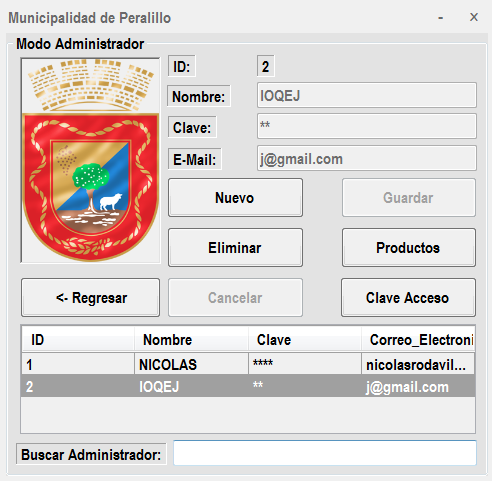 Municipalidad de Peralillo - x
Modo Administrador
ID: 2
Nombre: IOQEJ
Clave: **
E-Mail: j@gmail.com
Nuevo Guardar
Eliminar Productos
<- Regresar Cancelar Clave Acceso
ID Nombre Clave Correo_Electroni
1 NICOLAS **** nicolasrodavil...
2 IOQEJ ** j@gmail.com
Buscar Administrador: